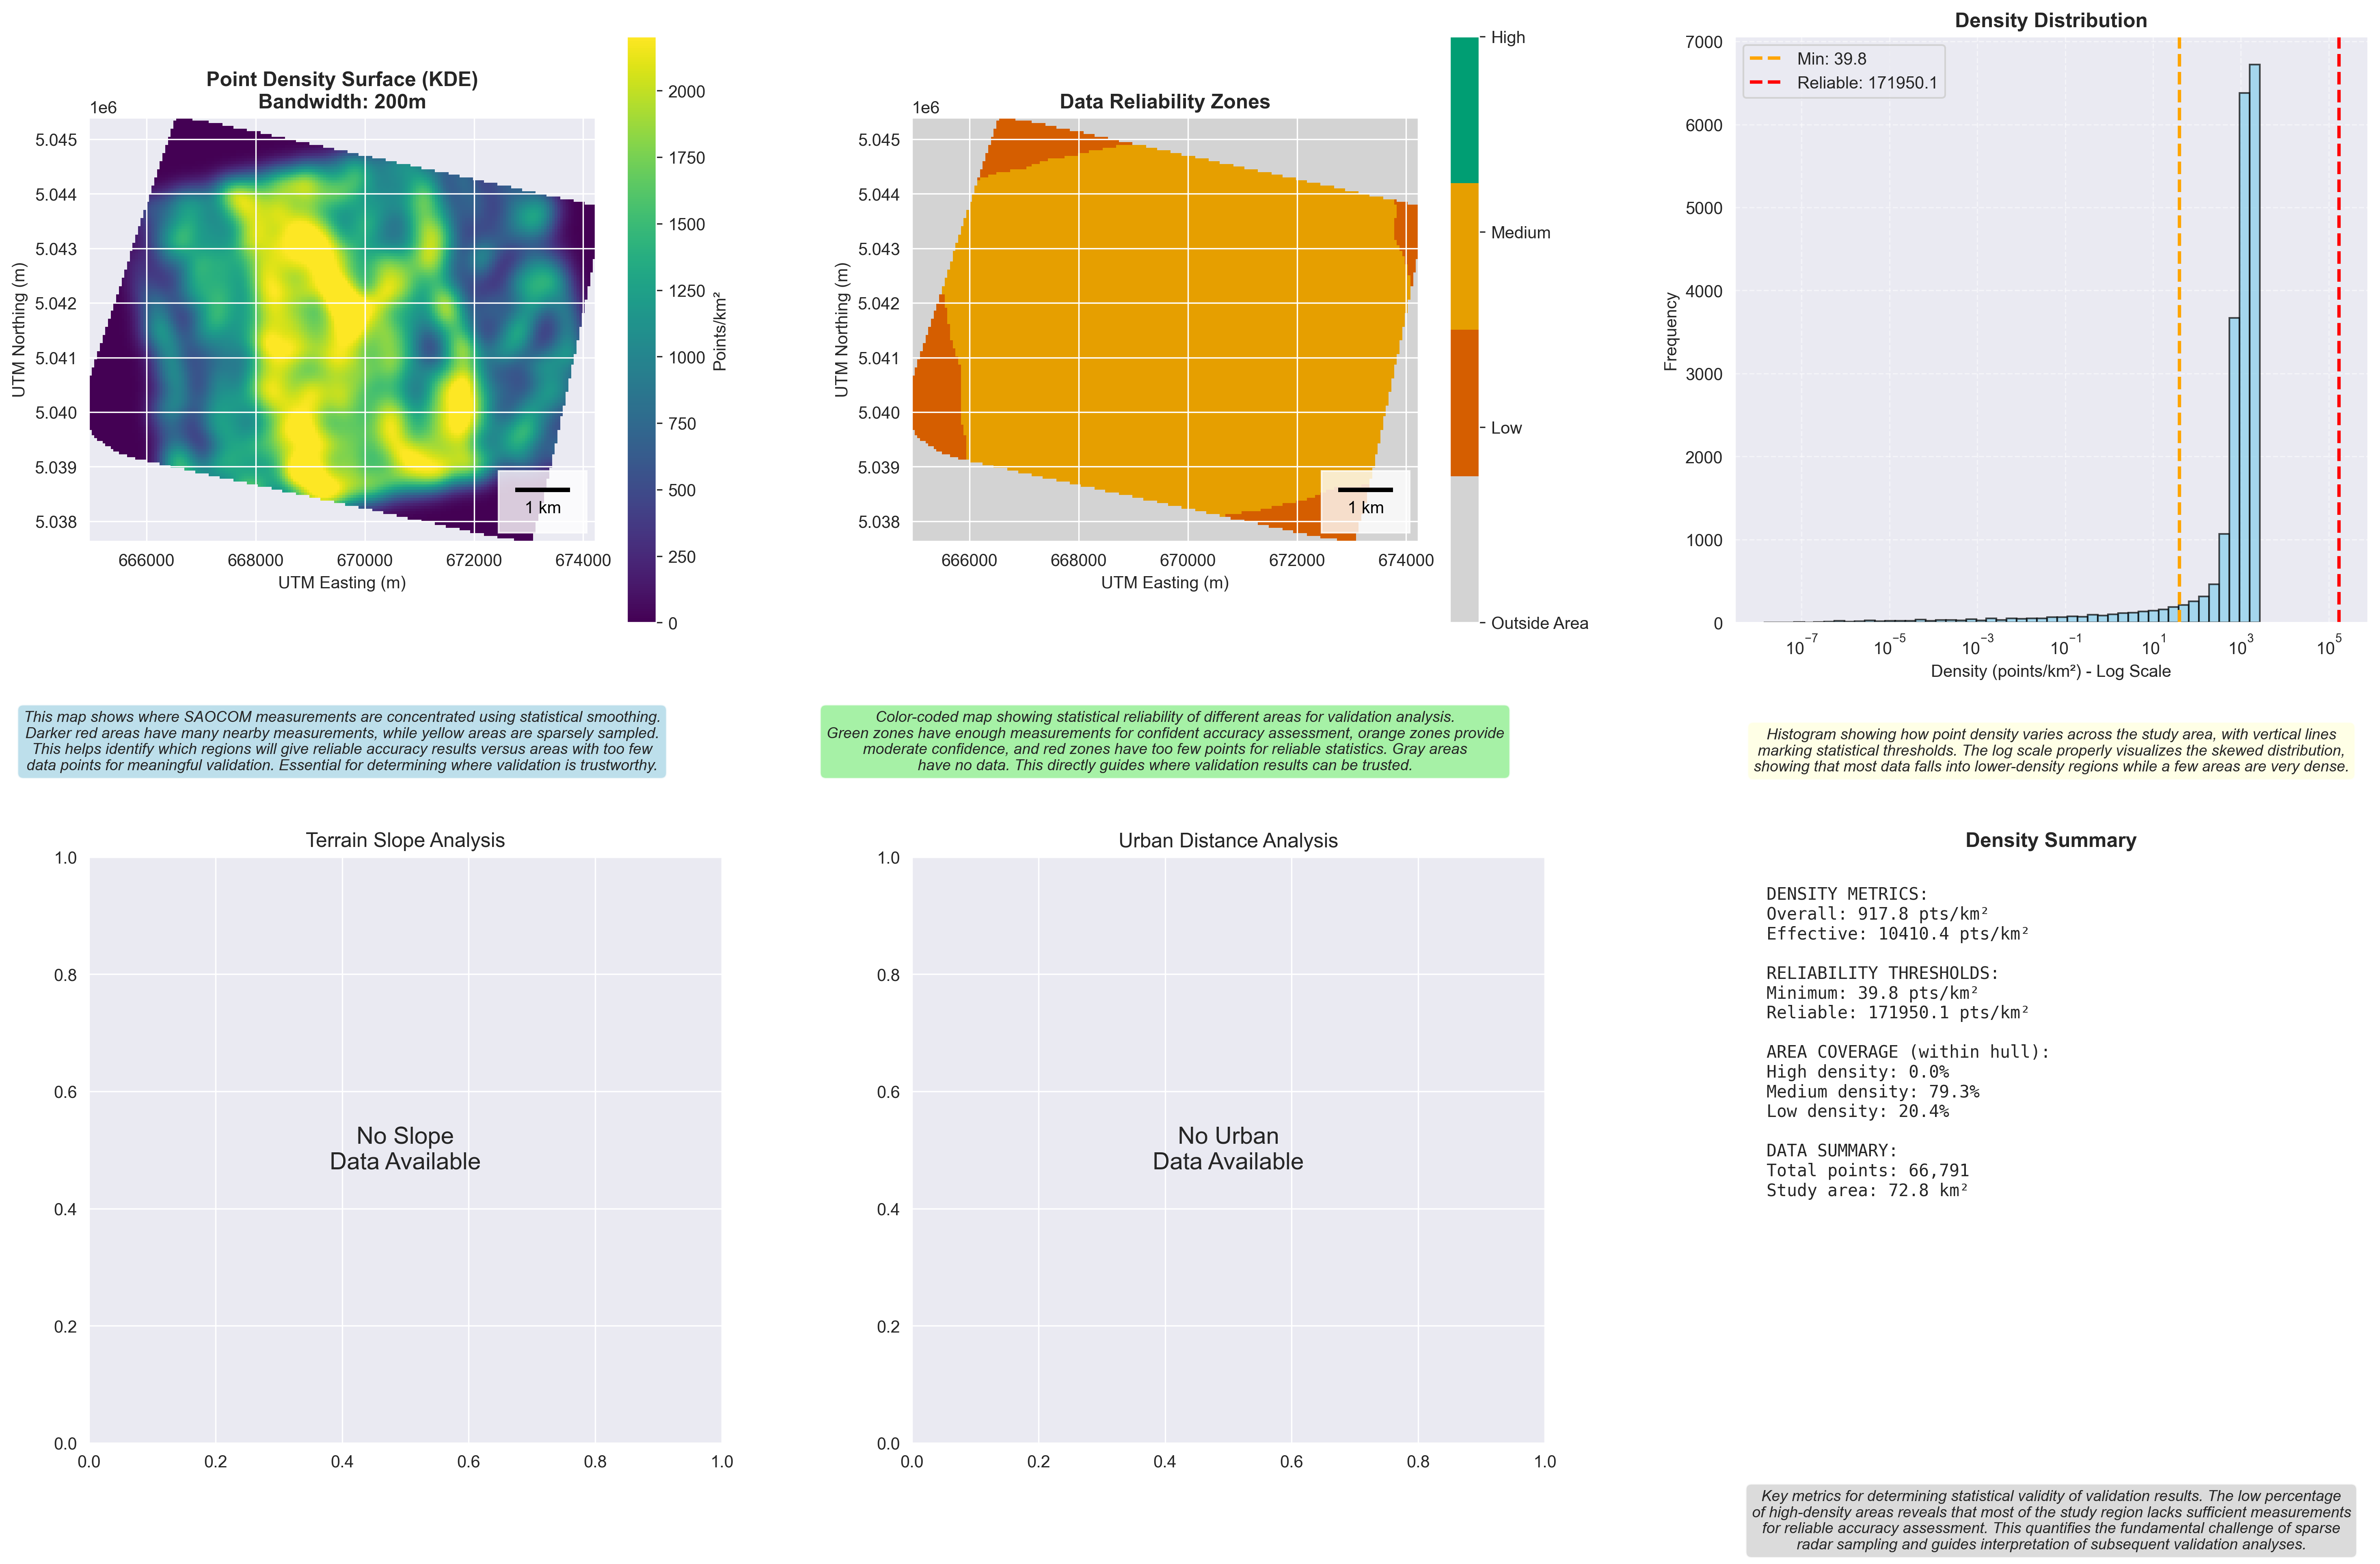 Point Density Surface (KDE)
Bandwidth: 200m
1e6
5.045
5.044
5.043
5.042
5.041
5.040
5.039
5.038
UTM Northing (m)
666000 668000 670000 672000 674000
UTM Easting (m)
1 km
2000
1750
1500
1250
1000
750
500
250
0
Points/km²
This map shows where SAOCOM measurements are concentrated using statistical smoothing.
Darker red areas have many nearby measurements, while yellow areas are sparsely sampled.
This helps identify which regions will give reliable accuracy results versus areas with too few
data points for meaningful validation. Essential for determining where validation is trustworthy.
Data Reliability Zones
1e6
5.045
5.044
5.043
5.042
5.041
5.040
5.039
5.038
UTM Northing (m)
666000 668000 670000 672000 674000
UTM Easting (m)
1 km
High
Medium
Low
Outside Area
Color-coded map showing statistical reliability of different areas for validation analysis.
Green zones have enough measurements for confident accuracy assessment, orange zones provide
moderate confidence, and red zones have too few points for reliable statistics. Gray areas
have no data. This directly guides where validation results can be trusted.
Density Distribution
Min: 39.8
Reliable: 171950.1
7000
6000
5000
4000
3000
2000
1000
0
Frequency
10⁻⁷ 10⁻⁵ 10⁻³ 10⁻¹ 10¹ 10³ 10⁵
Density (points/km²) - Log Scale
Histogram showing how point density varies across the study area, with vertical lines
marking statistical thresholds. The log scale properly visualizes the skewed distribution,
showing that most data falls into lower-density regions while a few areas are very dense.
Terrain Slope Analysis
1.0
0.8
0.6
0.4
0.2
0.0
No Slope
Data Available
0.0 0.2 0.4 0.6 0.8 1.0
Urban Distance Analysis
1.0
0.8
0.6
0.4
0.2
0.0
No Urban
Data Available
0.0 0.2 0.4 0.6 0.8 1.0
Density Summary
DENSITY METRICS:
Overall: 917.8 pts/km²
Effective: 10410.4 pts/km²
RELIABILITY THRESHOLDS:
Minimum: 39.8 pts/km²
Reliable: 171950.1 pts/km²
AREA COVERAGE (within hull):
High density: 0.0%
Medium density: 79.3%
Low density: 20.4%
DATA SUMMARY:
Total points: 66,791
Study area: 72.8 km²
Key metrics for determining statistical validity of validation results. The low percentage
of high-density areas reveals that most of the study region lacks sufficient measurements
for reliable accuracy assessment. This quantifies the fundamental challenge of sparse
radar sampling and guides interpretation of subsequent validation analyses.